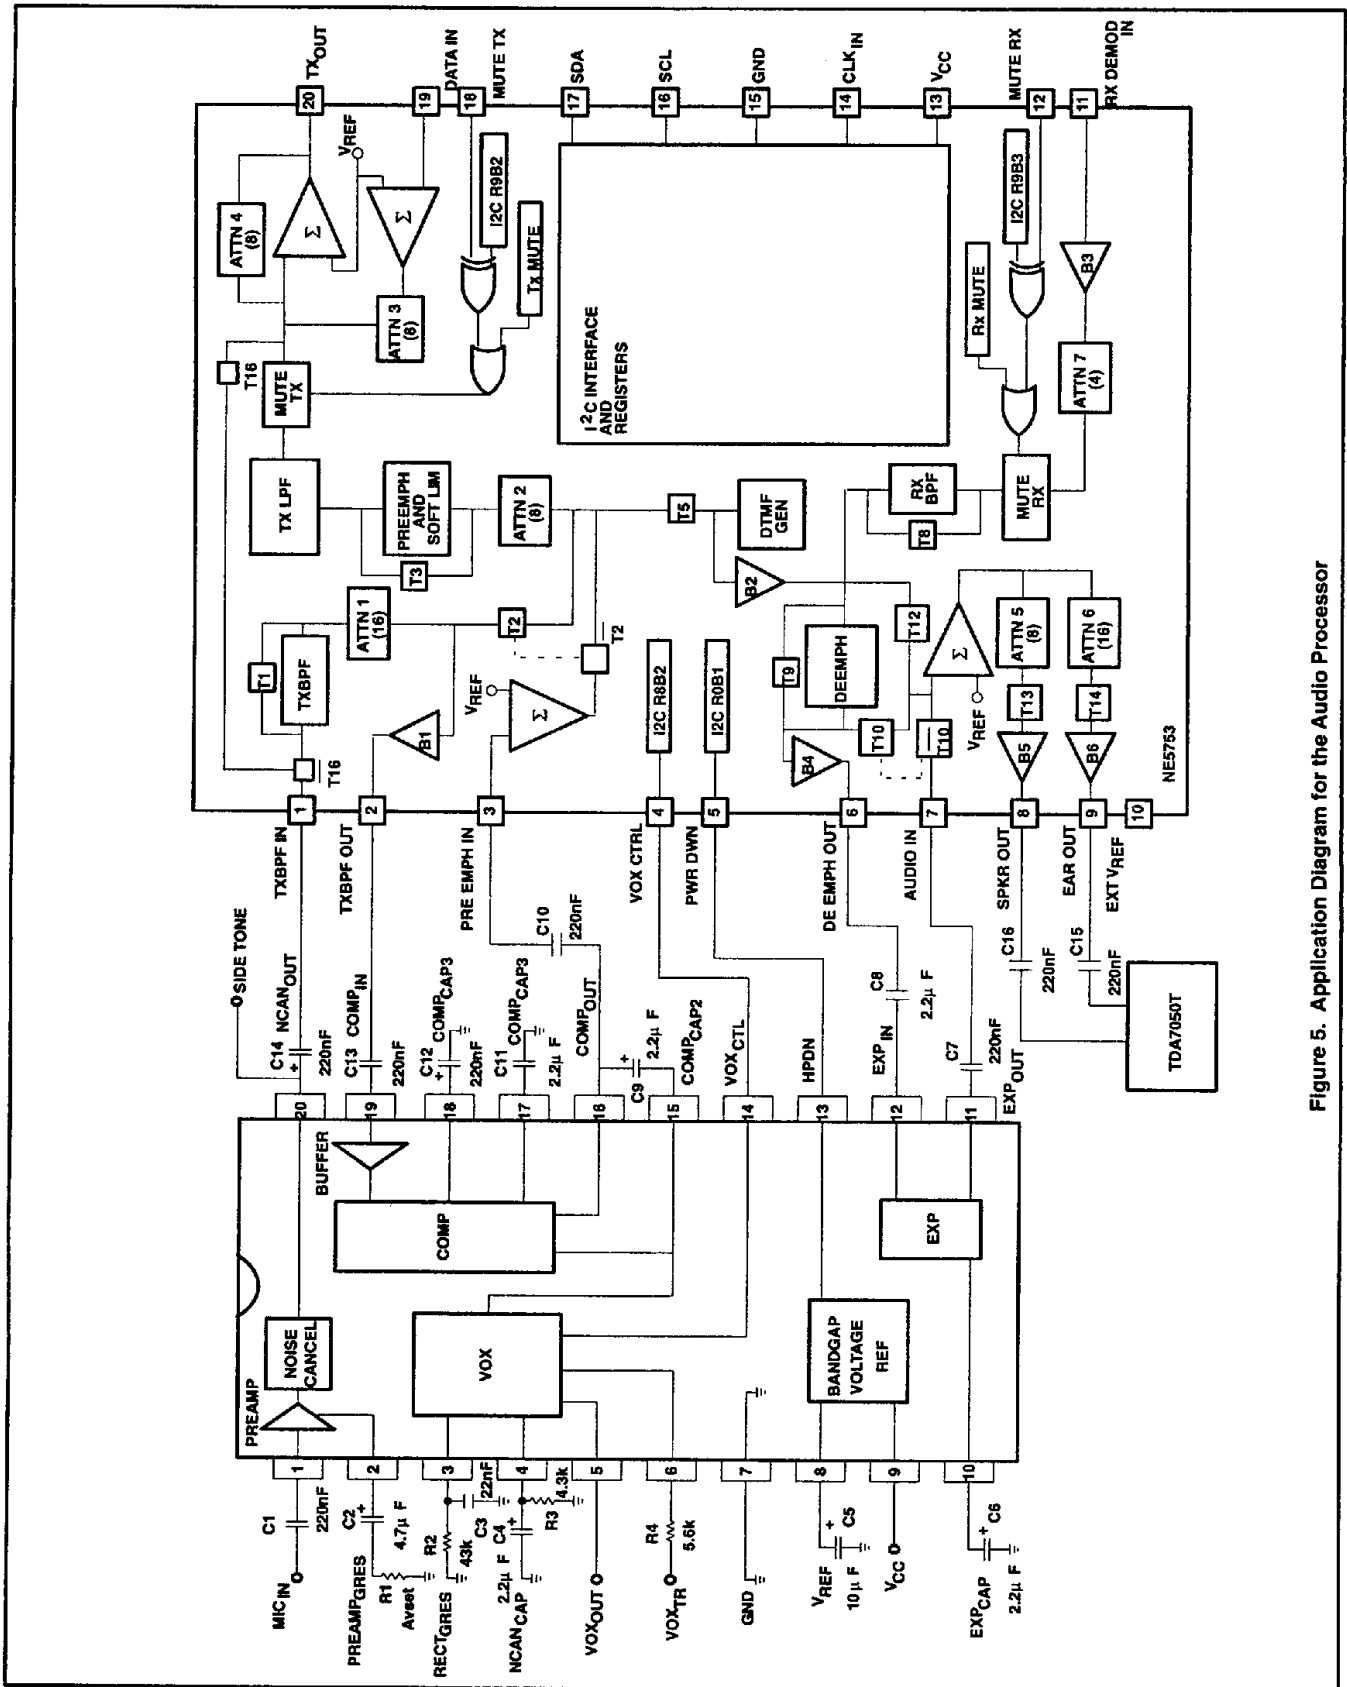 TXOUT
DATA IN
MUTE TX
SDA
SCL
GND
CLKIN
VCC
MUTE RX
RX DEMODIN
20
19
18
17
16
15
14
13
12
11
VREF
I2C R9B2
Tx MUTE
ATTN 4
(8)
Σ
Σ
ATTN 3
(8)
T16
MUTE
TX
I2C INTERFACE
AND
REGISTERS
Rx MUTE
I2C R9B3
B3
ATTN 7
(4)
TX LPF
PREEMPH
AND
SOFT LIM
T3
ATTN 2
(8)
T5
DTMF
GEN
RX
BPF
T8
MUTE
RX
T1
TXBPF
ATTN 1
(16)
T2
T2
B1
VREF
Σ
T16
I2C R8B2
I2C R0B1
B2
T9
DEEMPH
T12
B4
T10
T10
Σ
VREF
ATTN 5
(8)
ATTN 6
(16)
T13
T14
B5
B6
NE5753
1
2
3
4
5
6
7
8
9
10
TXBPF IN
TXBPF OUT
PRE EMPH IN
VOX CTRL
PWR DWN
DE EMPH OUT
AUDIO IN
SPKR OUT
EAR OUT
EXT VREF
SIDE TONE
NCANOUT
C14
+
220nF
COMPIN
C13
220nF
COMPCAP3
C12
+
220nF
COMPCAP3
C11
2.2μ F
C10
220nF
COMPOUT
+
2.2μ F
C9
COMPCAP2
VOXCTL
HPDN
EXPIN
C8
2.2μ F
C7
220nF
EXPOUT
C16
220nF
C15
220nF
TDA7050T
20
19
18
17
16
15
14
13
12
11
BUFFER
COMP
EXP
PREAMP
NOISE
CANCEL
VOX
BANDGAP
VOLTAGE
REF
1
2
3
4
5
6
7
8
9
10
MICIN
C1
220nF
PREAMPGRES
C2
+
4.7μ F
R1
Avset
RECTGRES
R2
43k
C3
22nF
NCANCAP
C4
+
2.2μ F
R3
4.3k
VOXOUT
VOXTR
R4
5.6k
GND
VREF
+
C5
10μ F
VCC
EXPCAP
+
C6
2.2μ F
Figure 5. Application Diagram for the Audio Processor